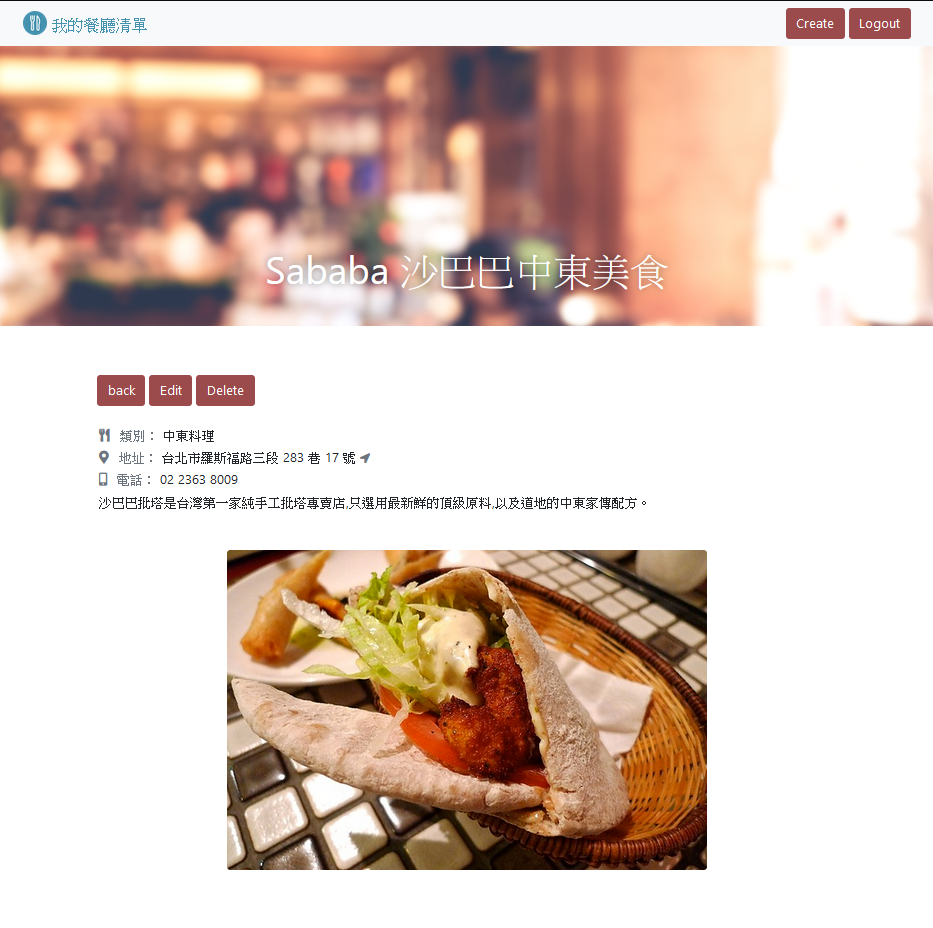 我的餐廳清單
Create Logout
Sababa 沙巴巴中東美食
back Edit Delete
類別： 中東料理
地址： 台北市羅斯福路三段 283 巷 17 號
電話： 02 2363 8009
沙巴巴批塔是台灣第一家純手工批塔專賣店,只選用最新鮮的頂級原料,以及道地的中東家傳配方。